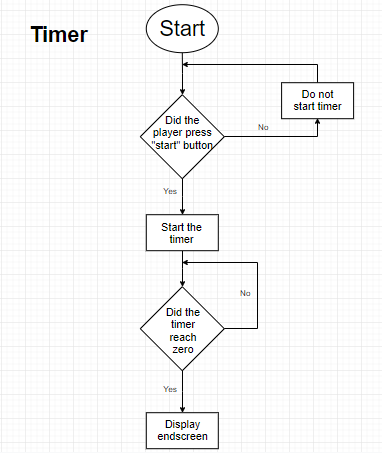 Timer
Start
Do not
start timer
Did the
player press
"start" button
No
Yes
Start the
timer
No
Did the
timer
reach
zero
Yes
Display
endscreen